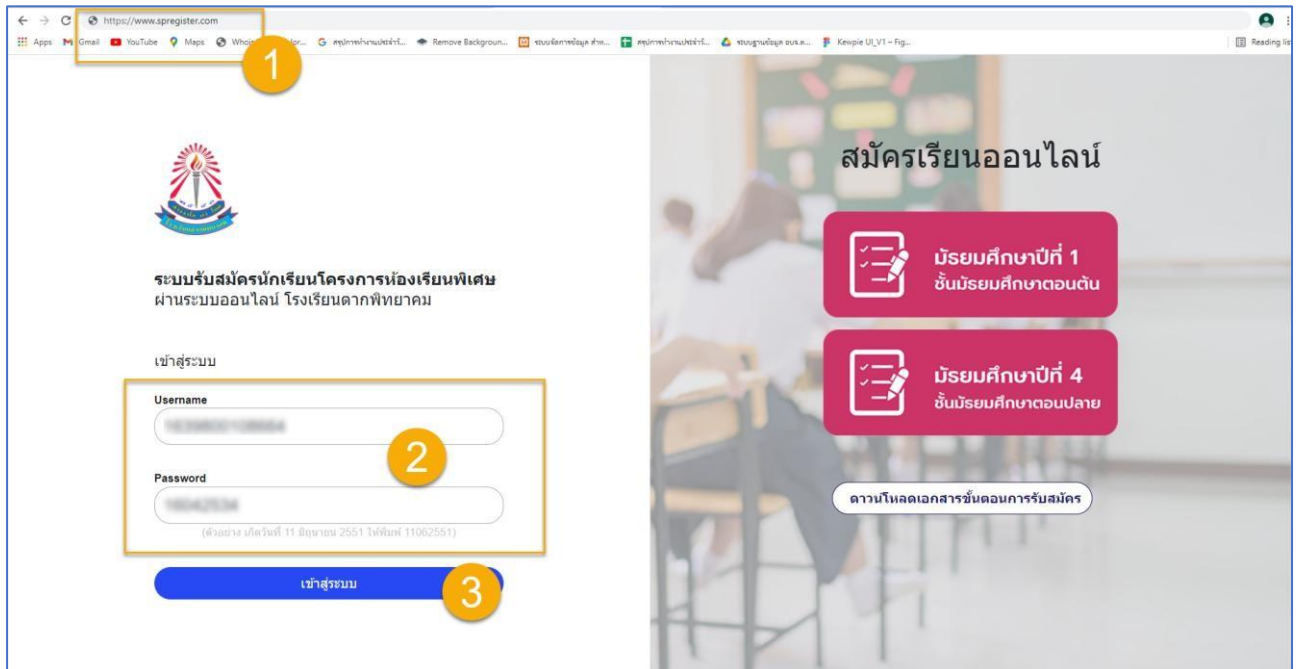 https://www.spregister.com
Apps Gmail YouTube Maps Remove Backgroun... Kewpie UI_V1 – Fig... Reading lis
1
สมัครเรียนออนไลน์
มัธยมศึกษาปีที่ 1
ชั้นมัธยมศึกษาตอนต้น
ระบบรับสมัครนักเรียนโครงการห้องเรียนพิเศษ
ผ่านระบบออนไลน์ โรงเรียนตากพิทยาคม
เข้าสู่ระบบ
มัธยมศึกษาปีที่ 4
ชั้นมัธยมศึกษาตอนปลาย
Username
2
Password
(ตัวอย่าง เกิดวันที่ 11 มิถุนายน 2551 ให้พิมพ์ 11062551)
ดาวน์โหลดเอกสารขั้นตอนการรับสมัคร
เข้าสู่ระบบ
3